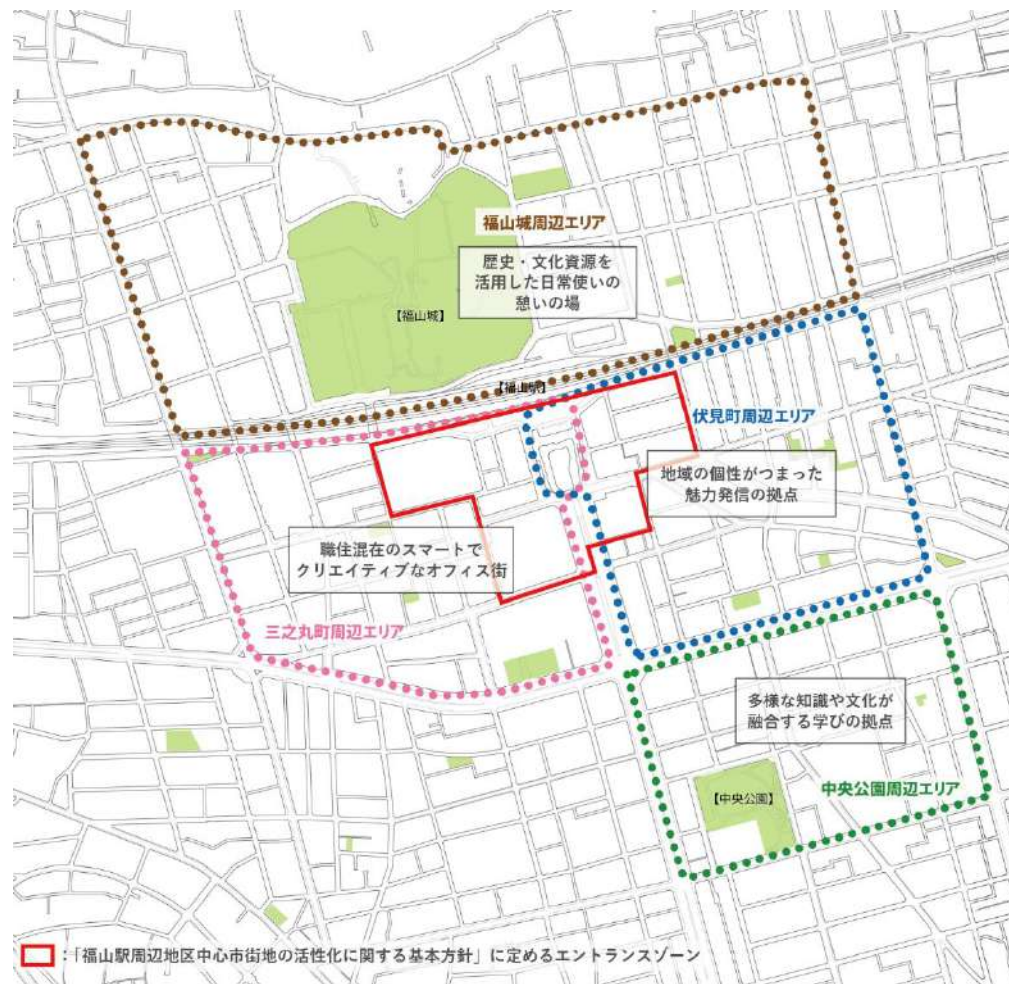 福山城周辺エリア
歴史・文化資源を
活用した日常使いの
憩いの場
【福山城】
【福山駅】
伏見町周辺エリア
地域の個性がつまった
魅力発信の拠点
職住混在のスマートで
クリエイティブなオフィス街
三之丸町周辺エリア
多様な知識や文化が
融合する学びの拠点
中央公園周辺エリア
【中央公園】
:「福山駅周辺地区中心市街地の活性化に関する基本方針」に定めるエントランスゾーン